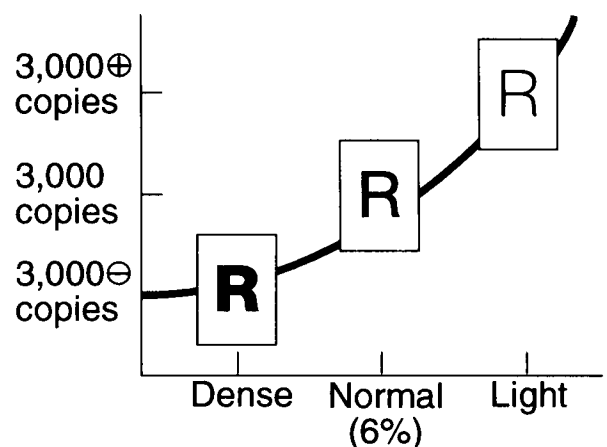 3,000⊕
copies
R
3,000
copies
R
3,000⊖
copies
R
Dense
Normal
(6%)
Light